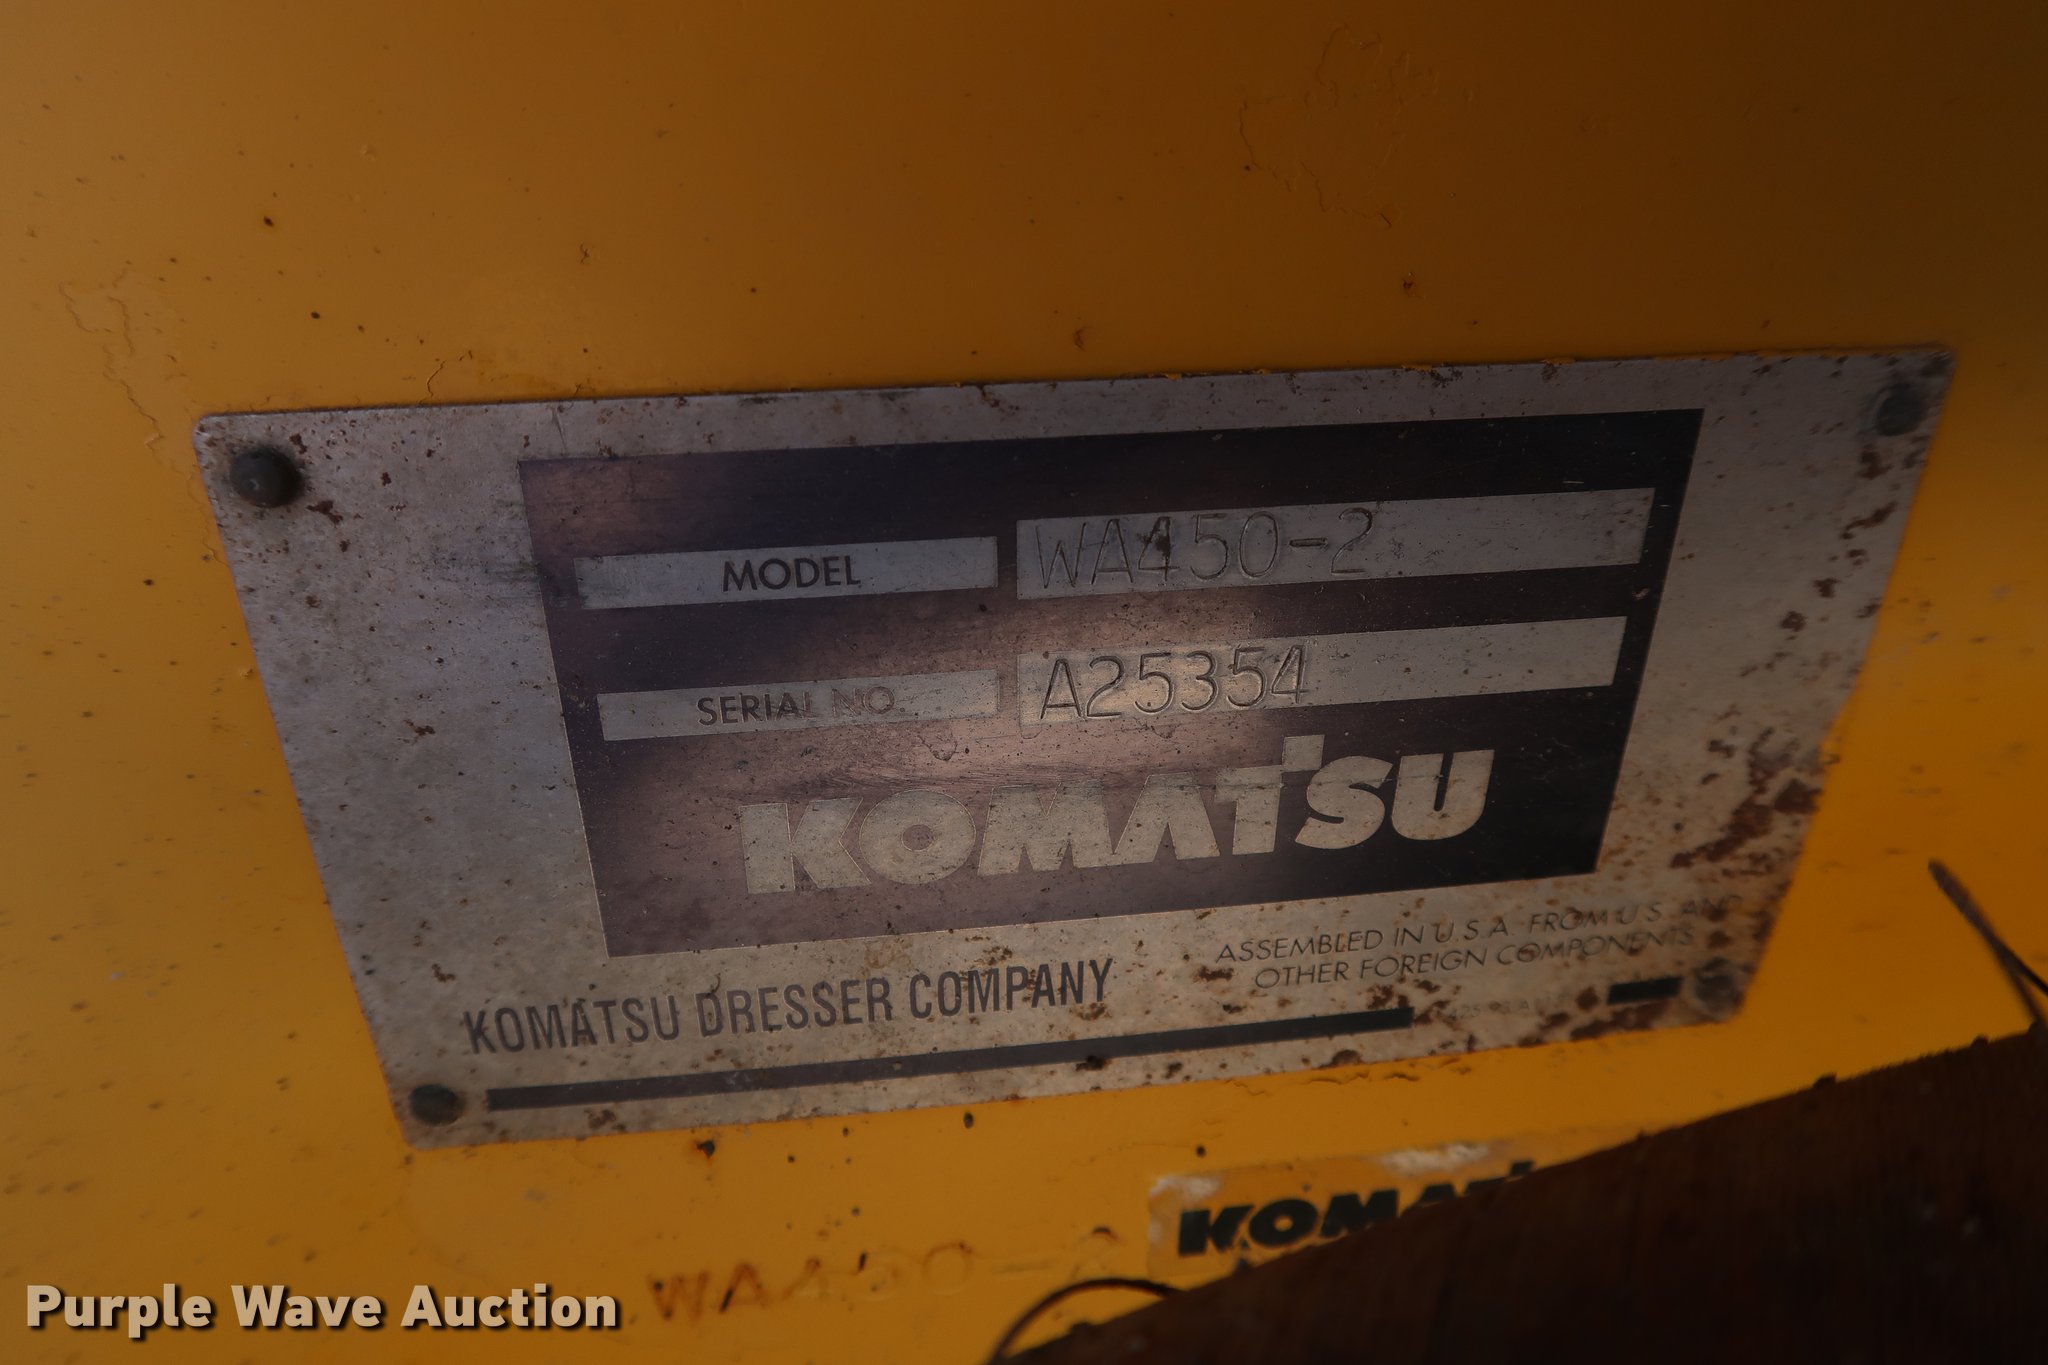 MODEL WA450-2
SERIAL NO. A25354
KOMATSU
ASSEMBLED IN U.S.A. FROM U.S. AND
OTHER FOREIGN COMPONENTS
KOMATSU DRESSER COMPANY
WA450-2
Purple Wave Auction